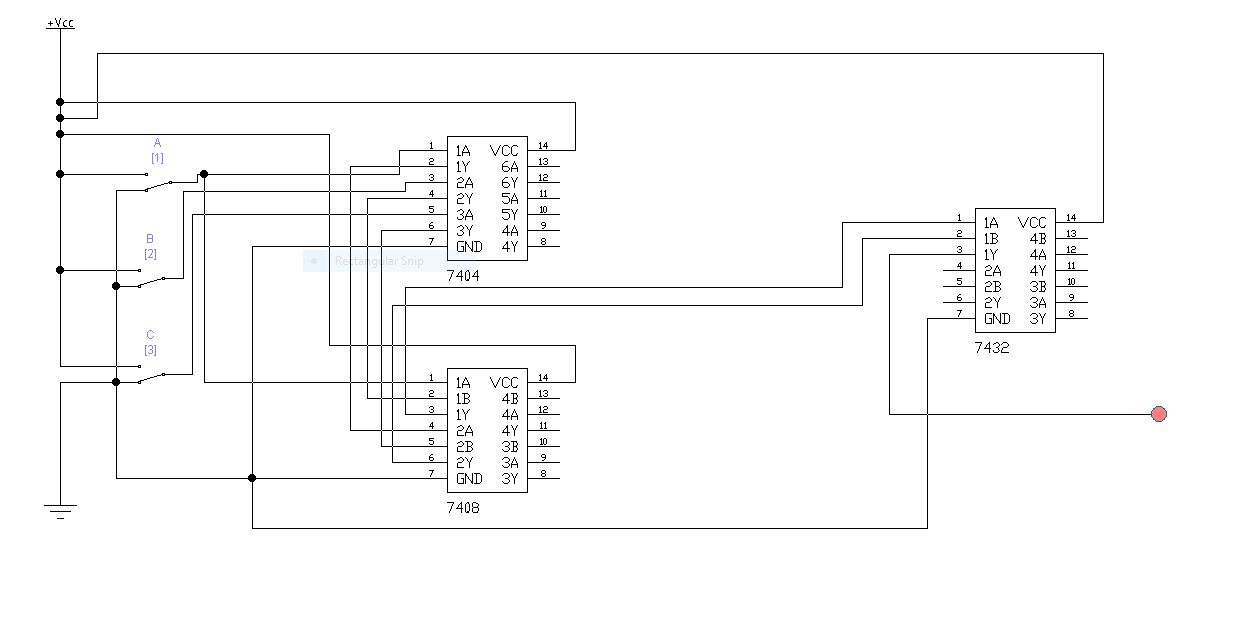 +Vcc
A
[1]
B
[2]
C
[3]
1 1A VCC 14
2 1Y 6A 13
3 2A 6Y 12
4 2Y 5A 11
5 3A 5Y 10
6 3Y 4A 9
7 GND 4Y 8
7404
Rectangular Snip
1 1A VCC 14
2 1B 4B 13
3 1Y 4A 12
4 2A 4Y 11
5 2B 3B 10
6 2Y 3A 9
7 GND 3Y 8
7408
1 1A VCC 14
2 1B 4B 13
3 1Y 4A 12
4 2A 4Y 11
5 2B 3B 10
6 2Y 3A 9
7 GND 3Y 8
7432